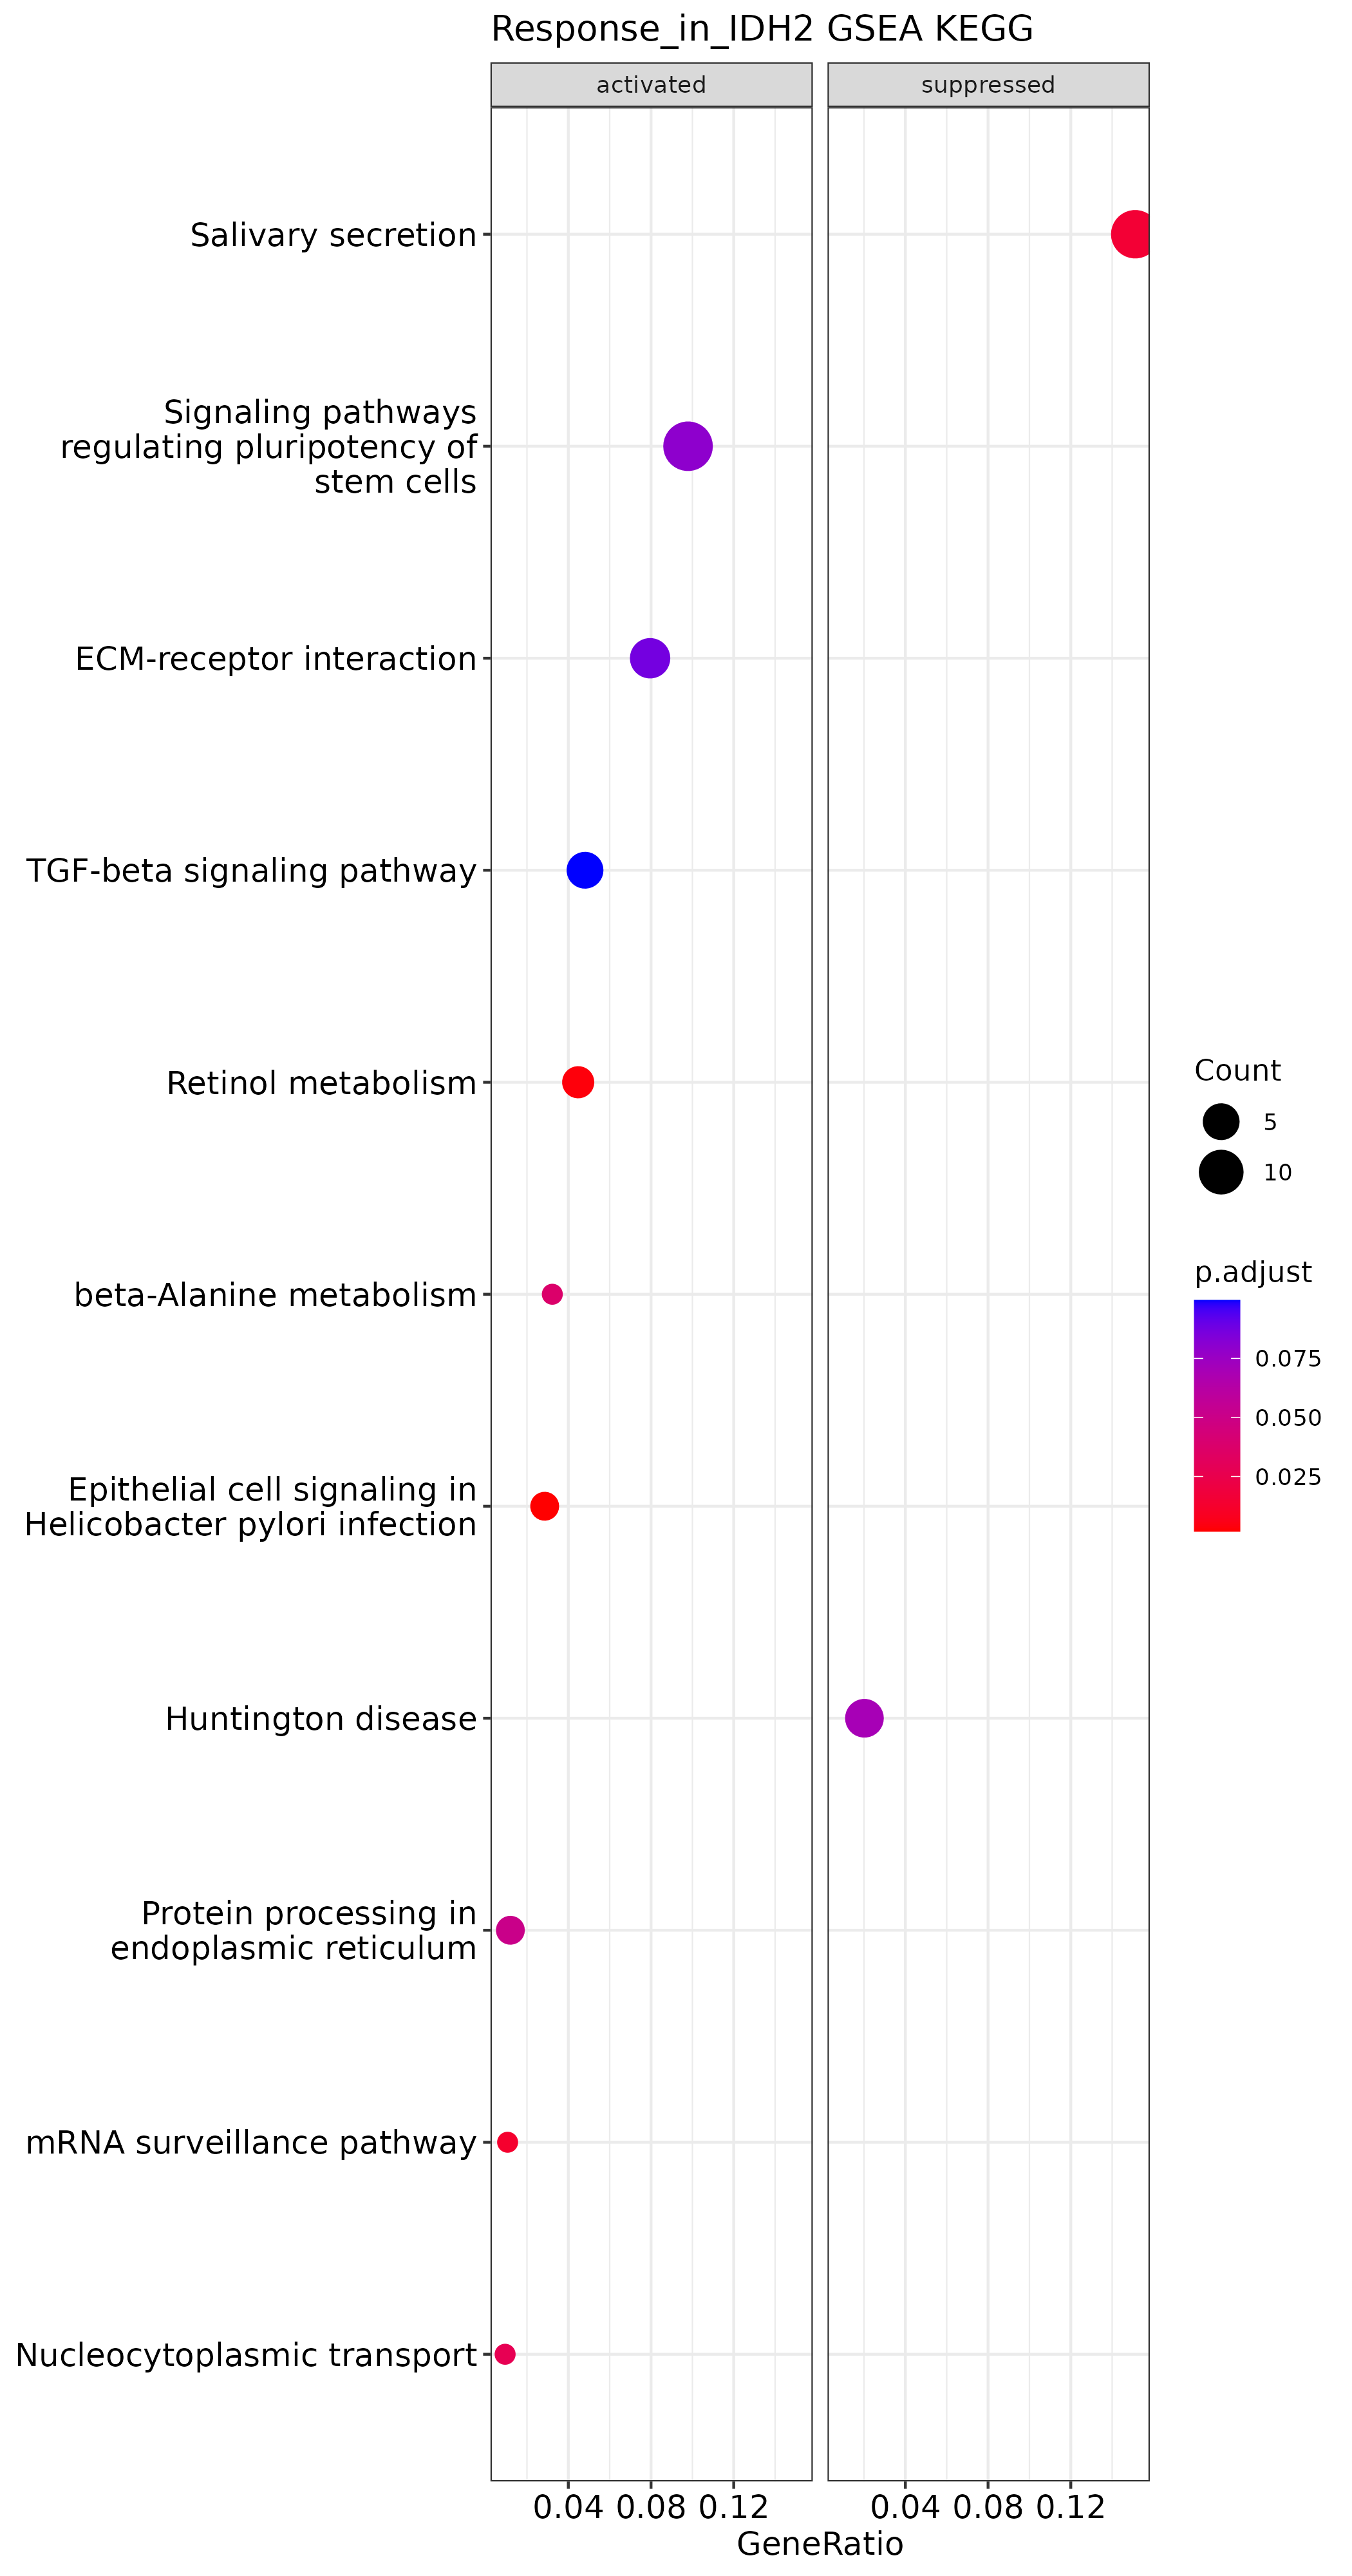 Response_in_IDH2 GSEA KEGG
activated
suppressed
Salivary secretion
Signaling pathways
regulating pluripotency of
stem cells
ECM-receptor interaction
TGF-beta signaling pathway
Retinol metabolism
beta-Alanine metabolism
Epithelial cell signaling in
Helicobacter pylori infection
Huntington disease
Protein processing in
endoplasmic reticulum
mRNA surveillance pathway
Nucleocytoplasmic transport
0.04 0.08 0.12
0.04 0.08 0.12
GeneRatio
Count
5
10
p.adjust
0.075
0.050
0.025